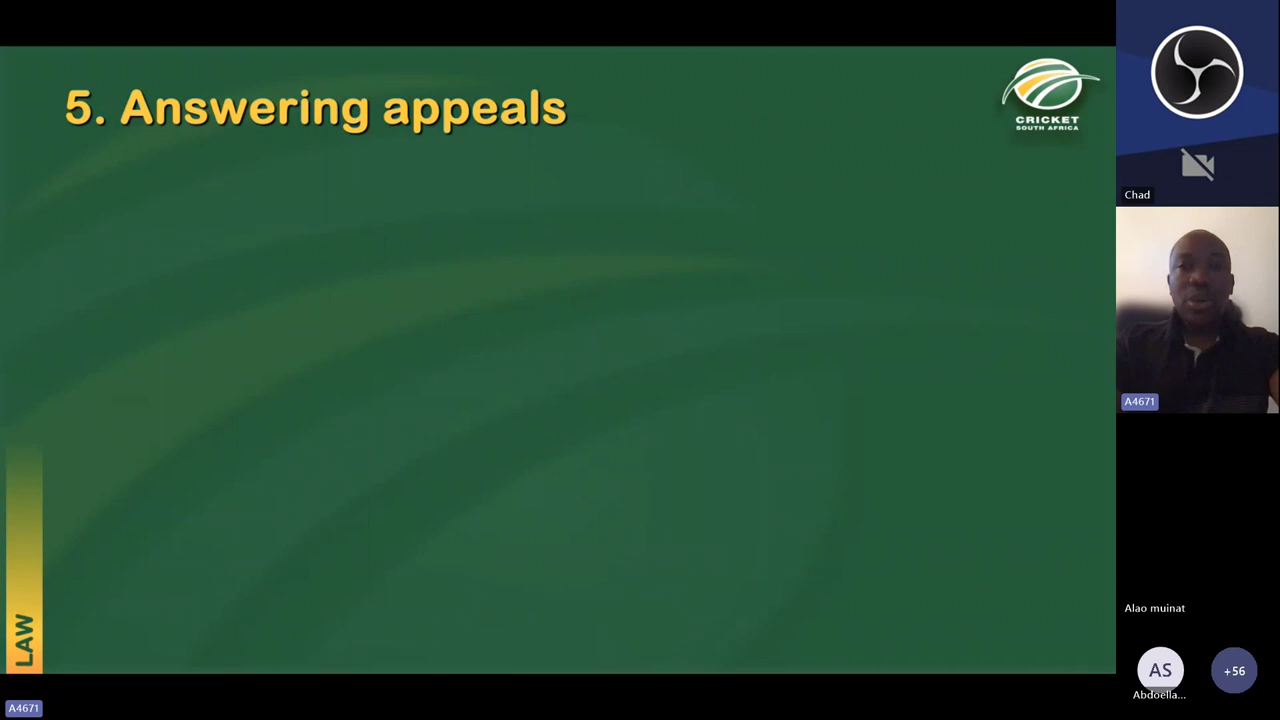 5. Answering appeals
CRICKET
SOUTH AFRICA
LAW
A4671
Chad
A4671
Alao muinat
AS
+56
Abdoella...